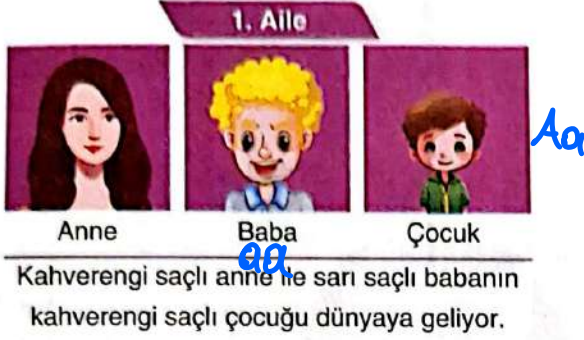 1. Aile
Aa
Anne Baba Çocuk
aa
Kahverengi saçlı anne ile sarı saçlı babanın
kahverengi saçlı çocuğu dünyaya geliyor.